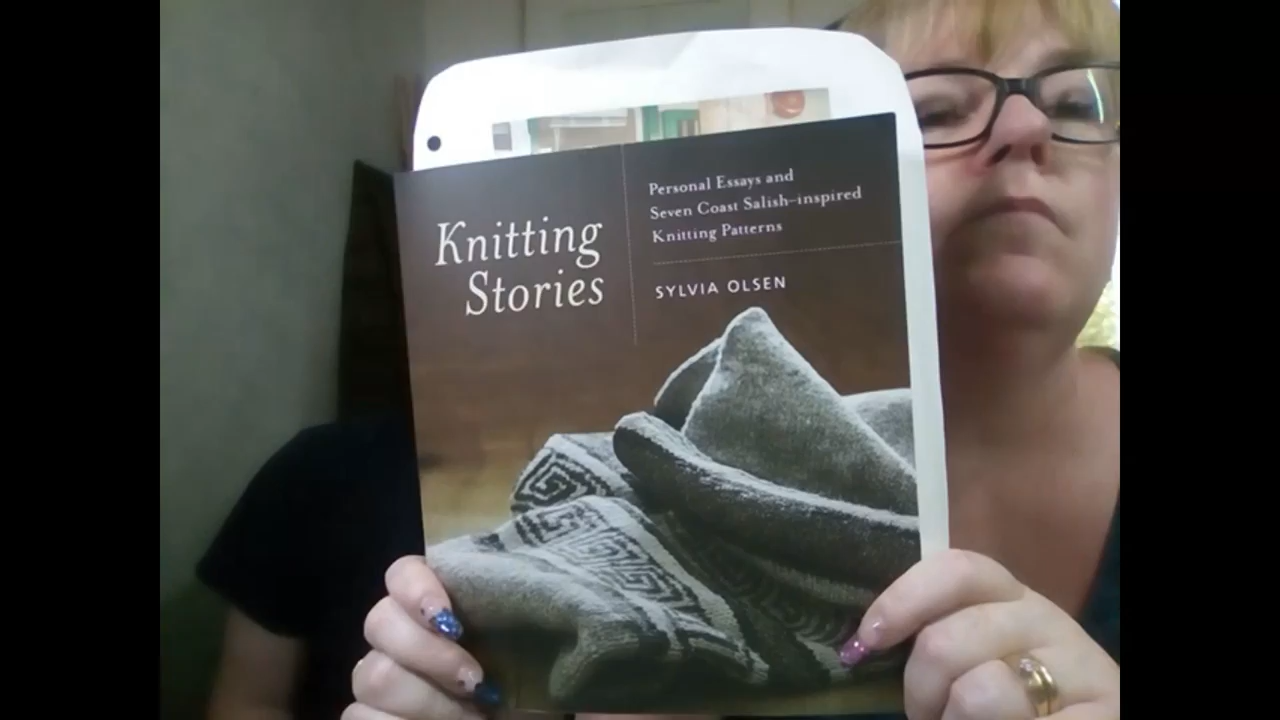 Knitting
Stories
Personal Essays and
Seven Coast Salish–inspired
Knitting Patterns
SYLVIA OLSEN